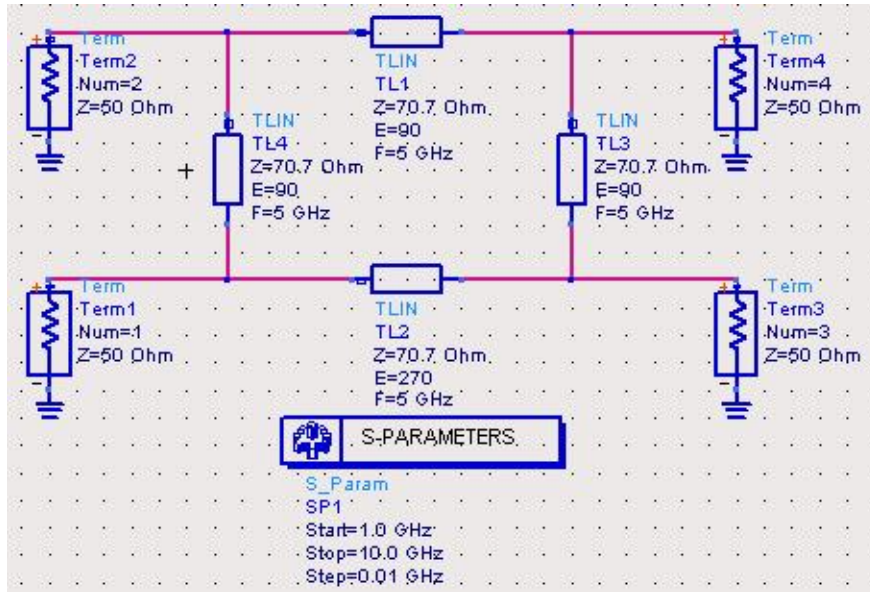 Term
Term2
Num=2
Z=50 Ohm
TLIN
TL1
Z=70.7 Ohm
E=90
F=5 GHz
Term
Term4
Num=4
Z=50 Ohm
TLIN
TL4
Z=70.7 Ohm
E=90
F=5 GHz
TLIN
TL3
Z=70.7 Ohm
E=90
F=5 GHz
Term
Term1
Num=1
Z=50 Ohm
TLIN
TL2
Z=70.7 Ohm
E=270
F=5 GHz
Term
Term3
Num=3
Z=50 Ohm
S-PARAMETERS
S_Param
SP1
Start=1.0 GHz
Stop=10.0 GHz
Step=0.01 GHz